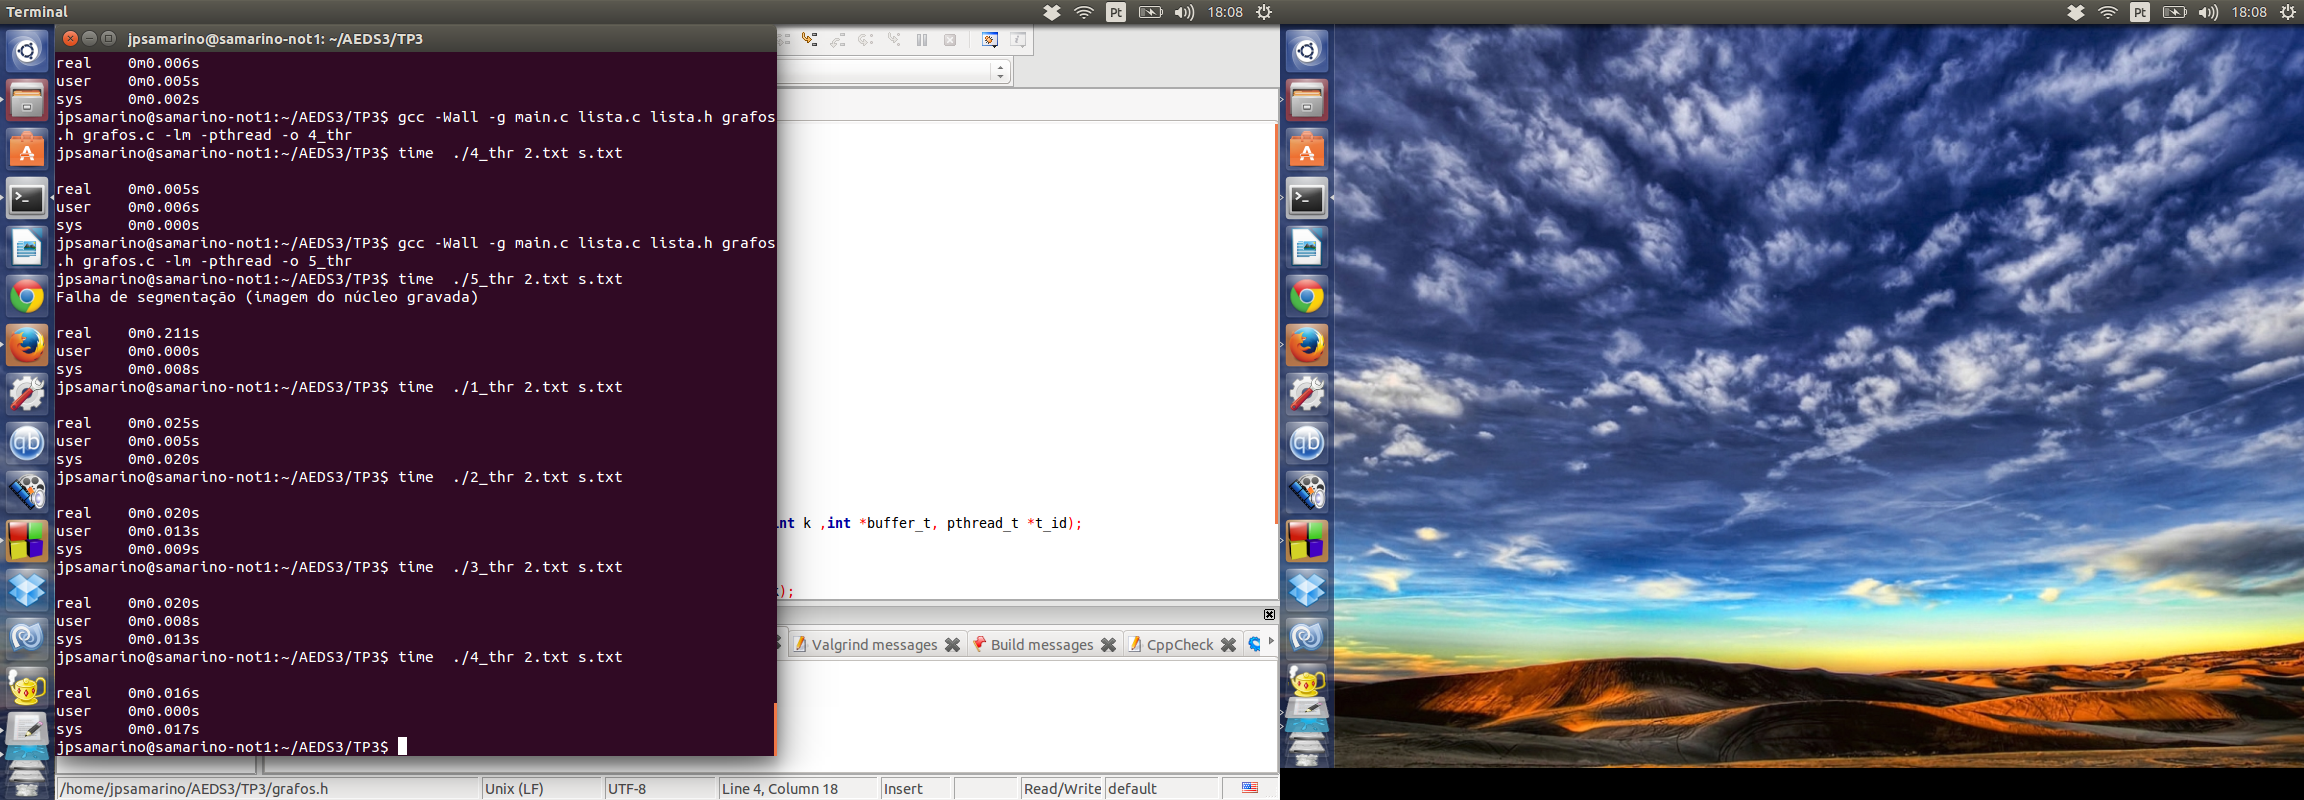 Terminal
Pt
18:08
Pt
18:08
jpsamarino@samarino-not1: ~/AEDS3/TP3
real    0m0.006s
user    0m0.005s
sys     0m0.002s
jpsamarino@samarino-not1:~/AEDS3/TP3$ gcc -Wall -g main.c lista.c lista.h grafos
.h grafos.c -lm -pthread -o 4_thr
jpsamarino@samarino-not1:~/AEDS3/TP3$ time  ./4_thr 2.txt s.txt
real    0m0.005s
user    0m0.006s
sys     0m0.000s
jpsamarino@samarino-not1:~/AEDS3/TP3$ gcc -Wall -g main.c lista.c lista.h grafos
.h grafos.c -lm -pthread -o 5_thr
jpsamarino@samarino-not1:~/AEDS3/TP3$ time  ./5_thr 2.txt s.txt
Falha de segmentação (imagem do núcleo gravada)
real    0m0.211s
user    0m0.000s
sys     0m0.008s
jpsamarino@samarino-not1:~/AEDS3/TP3$ time  ./1_thr 2.txt s.txt
real    0m0.025s
user    0m0.005s
sys     0m0.020s
jpsamarino@samarino-not1:~/AEDS3/TP3$ time  ./2_thr 2.txt s.txt
real    0m0.020s
user    0m0.013s
sys     0m0.009s
jpsamarino@samarino-not1:~/AEDS3/TP3$ time  ./3_thr 2.txt s.txt
real    0m0.020s
user    0m0.008s
sys     0m0.013s
jpsamarino@samarino-not1:~/AEDS3/TP3$ time  ./4_thr 2.txt s.txt
real    0m0.016s
user    0m0.000s
sys     0m0.017s
jpsamarino@samarino-not1:~/AEDS3/TP3$
int k ,int *buffer_t, pthread_t *t_id);
);
Valgrind messages
Build messages
CppCheck
/home/jpsamarino/AEDS3/TP3/grafos.h
Unix (LF)
UTF-8
Line 4, Column 18
Insert
Read/Write
default
qb
qb